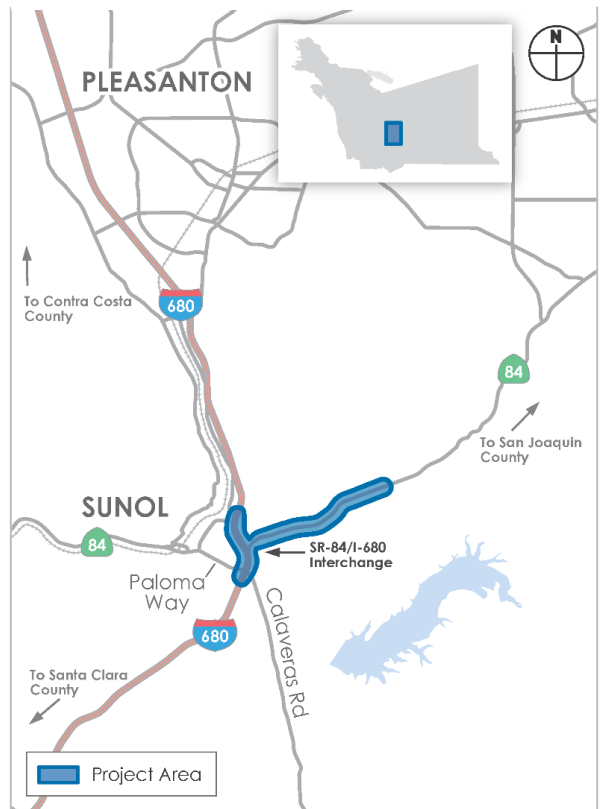 N
PLEASANTON
680
To Contra Costa
County
84
To San Joaquin
County
SUNOL
84
SR-84/I-680
Interchange
Paloma
Way
Calaveras Rd
680
To Santa Clara
County
Project Area